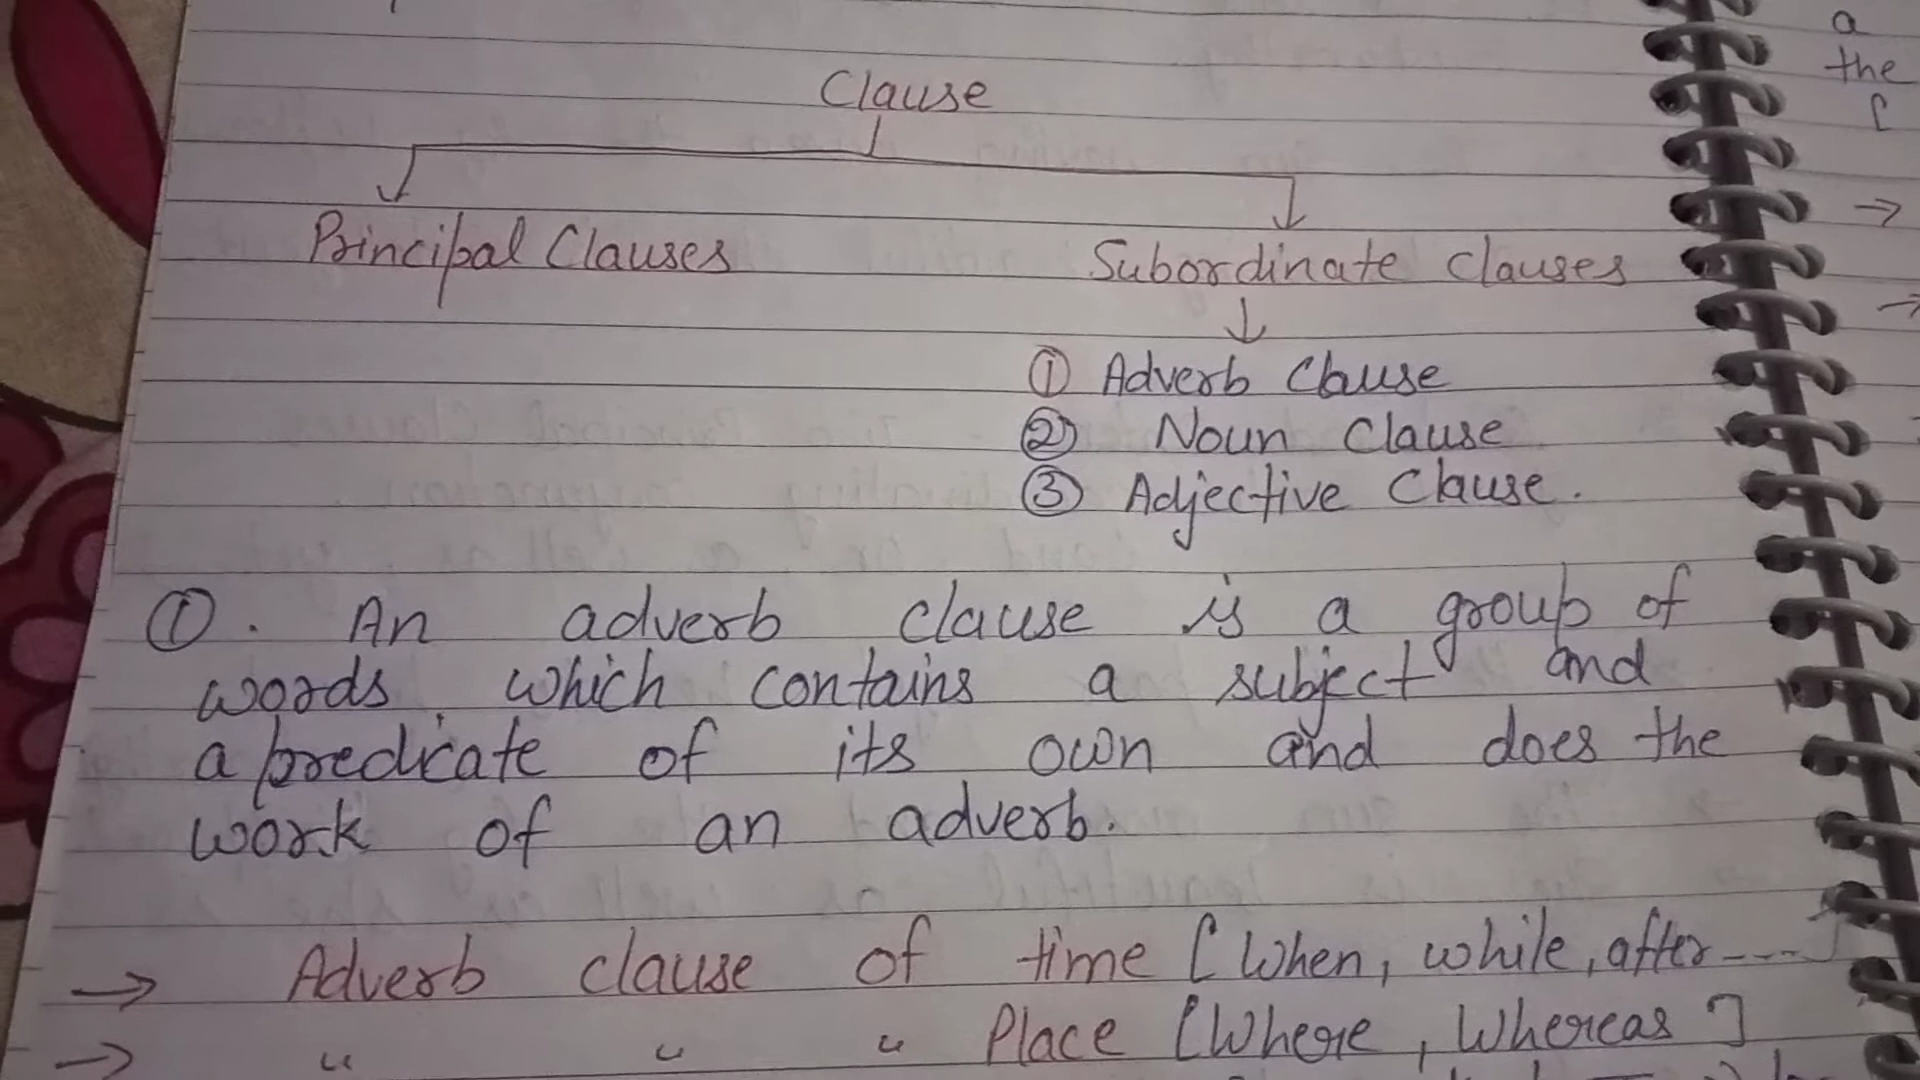 Clause
Principal Clauses Subordinate Clauses
① Adverb Clause
② Noun Clause
③ Adjective Clause.
①. An adverb clause is a group of
words which contains a subject and
a predicate of its own and does the
work of an adverb.
→ Adverb clause of time [When, while, after----]
→ " " " Place [Where, Whereas]
a
the
[
→
→